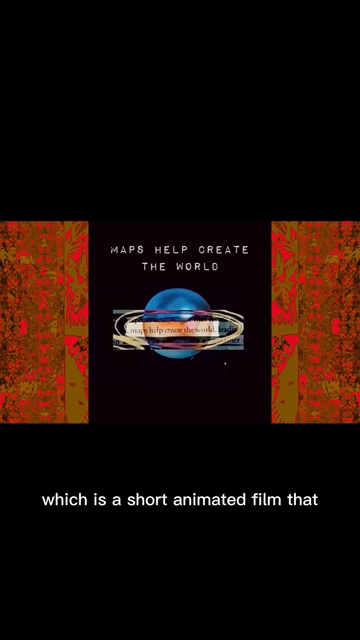 MAPS HELP CREATE
THE WORLD
maps help create the world,
which is a short animated film that